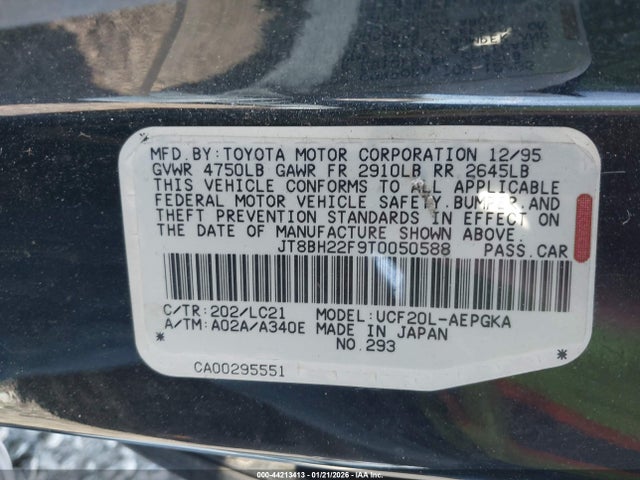 MFD.BY:TOYOTA MOTOR CORPORATION 12/95
GVWR 4750LB GAWR FR 2910LB RR 2645LB
THIS VEHICLE CONFORMS TO ALL APPLICABLE
FEDERAL MOTOR VEHICLE SAFETY,BUMPER,AND
THEFT PREVENTION STANDARDS IN EFFECT ON
THE DATE OF MANUFACTURE SHOWN ABOVE.
JT8BH22F9T0050588 PASS.CAR
C/TR:202/LC21 MODEL:UCF20L-AEPGKA
A/TM:A02A/A340E MADE IN JAPAN
* NO.293 *
CA00295551
000-44213413 - 01/21/2026 - Copyright IAA, LLC